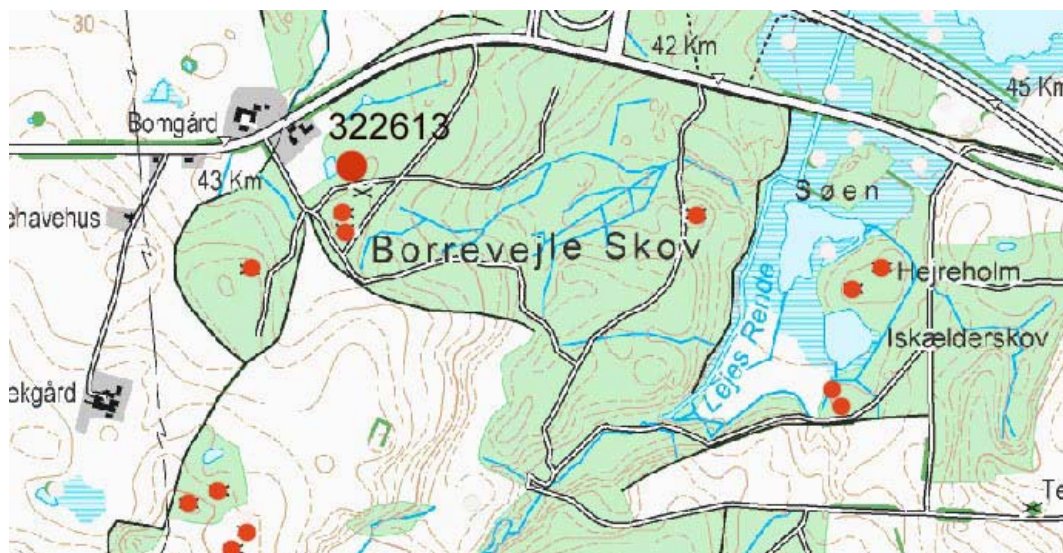 30
42 Km
45 Km
Bomgård
322613
43 Km
Søen
ehavehus
Borrevejle Skov
Hejreholm
Lejes Rende
Iskælderskov
ekgård
Te